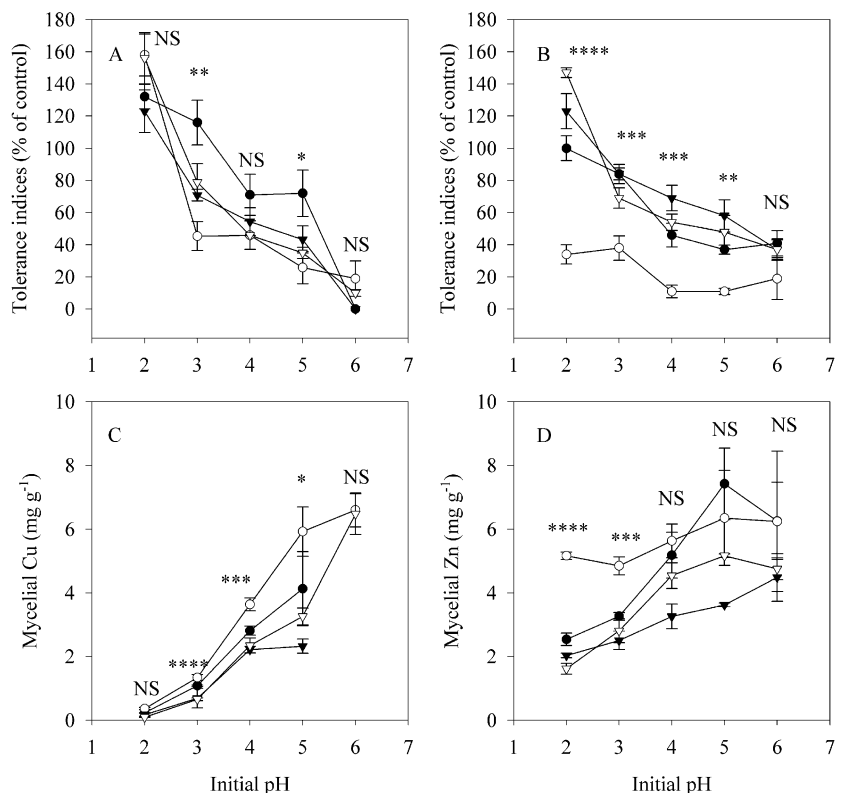 Tolerance indices (% of control)
160
140
120
100
80
60
40
20
0
A
NS
**
NS
*
NS
1 2 3 4 5 6 7
Tolerance indices (% of control)
160
140
120
100
80
60
40
20
0
B
****
***
***
**
NS
1 2 3 4 5 6 7
Mycelial Cu (mg g-1)
10
8
6
4
2
0
C
NS
****
***
*
NS
1 2 3 4 5 6 7
Initial pH
Mycelial Zn (mg g-1)
10
8
6
4
2
0
D
****
***
NS
NS
NS
1 2 3 4 5 6 7
Initial pH